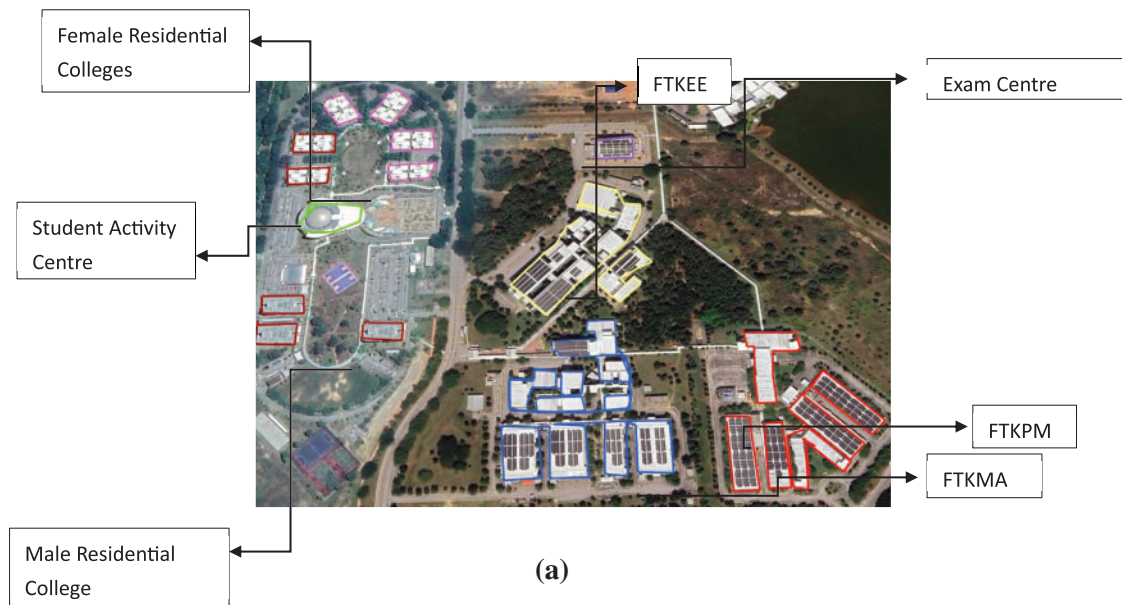 Female Residential
Colleges
FTKEE
Exam Centre
Student Activity
Centre
FTKPM
FTKMA
Male Residential
College
(a)